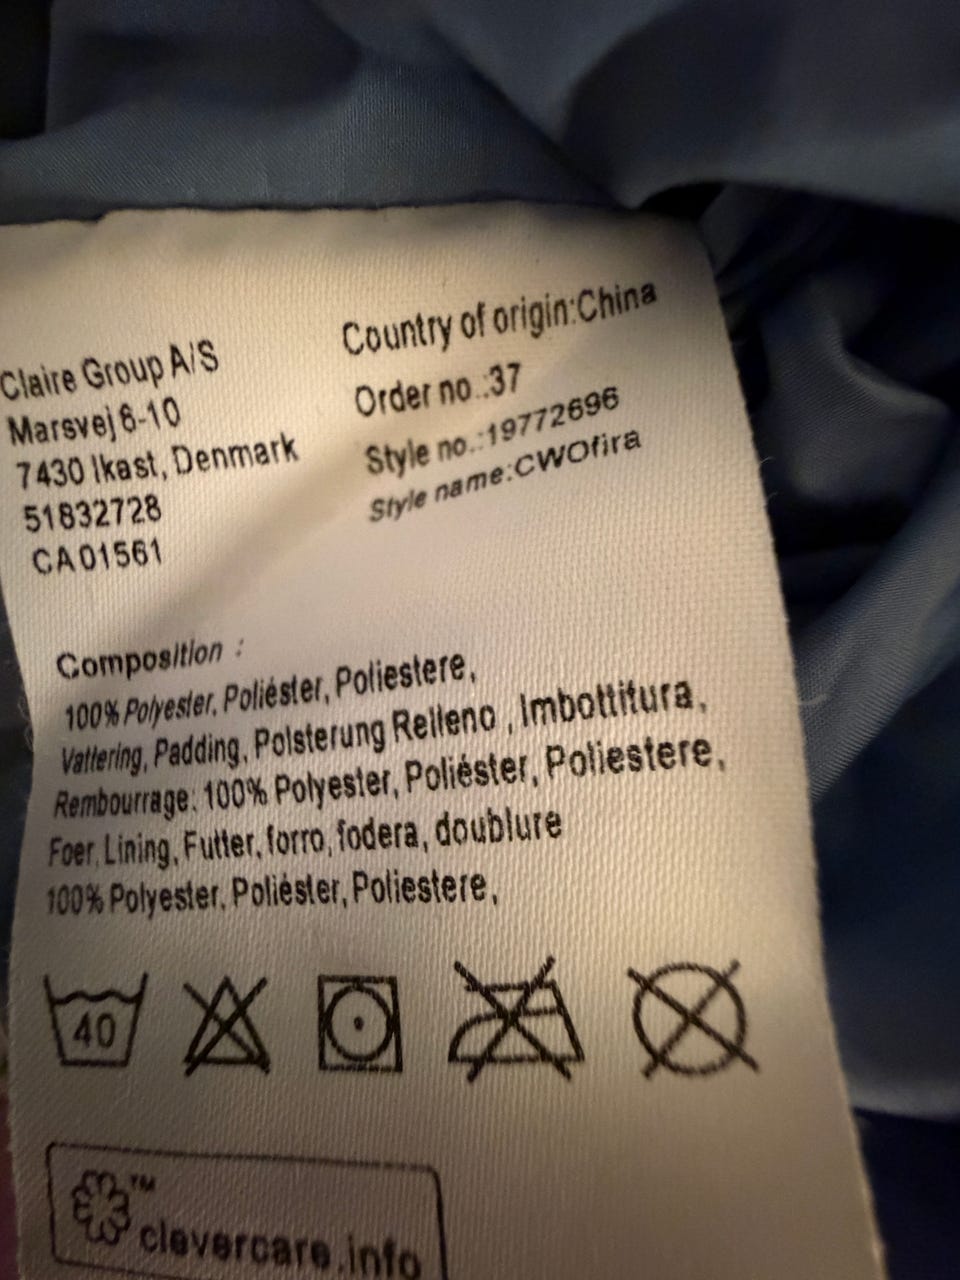 Claire Group A/S
Marsvej 6-10
7430 Ikast, Denmark
51832728
CA01561
Country of origin:China
Order no.:37
Style no.:19772696
Style name:CWOfira
Composition :
100% Polyester, Poliéster, Poliestere,
Vattering, Padding, Polsterung Relleno , Imbottitura,
Rembourrage: 100% Polyester, Poliéster, Poliestere,
Foer, Lining, Futter, forro, fodera, doublure
100% Polyester, Poliéster, Poliestere,
40
TM
clevercare.info